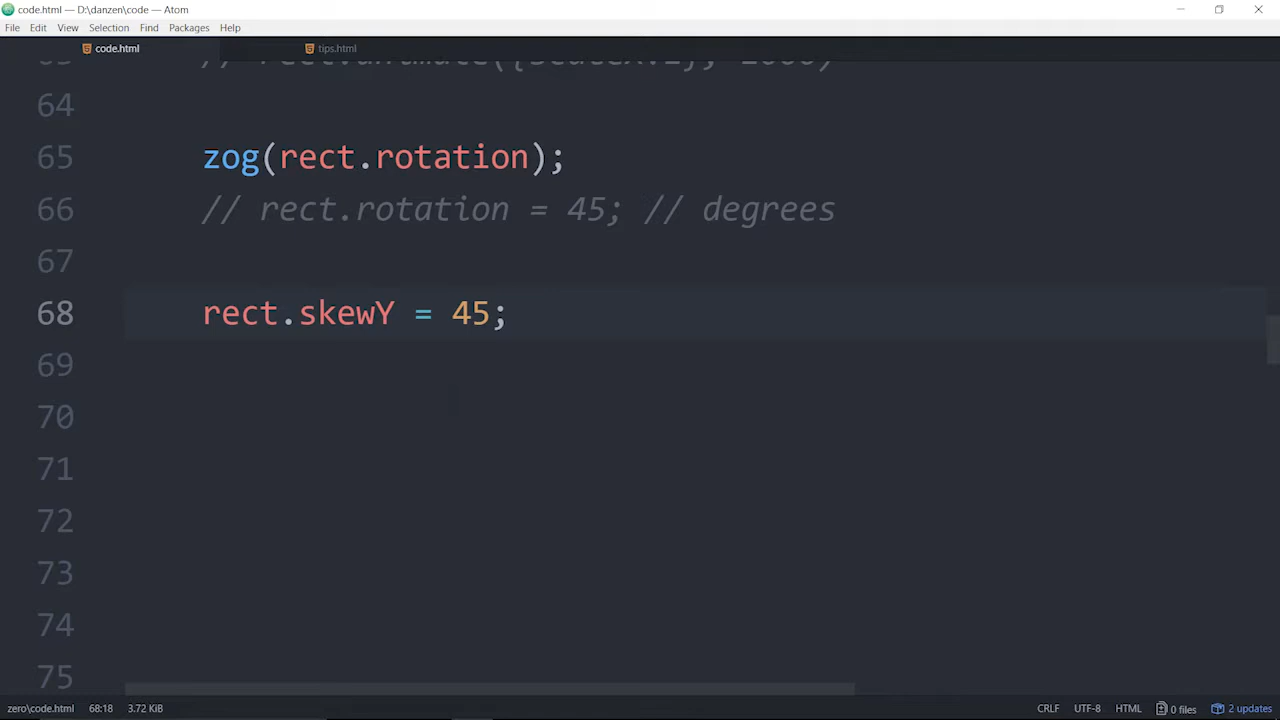 code.html — D:\danzen\code — Atom
File Edit View Selection Find Packages Help
code.html tips.html
64
65 zog(rect.rotation);
66 // rect.rotation = 45; // degrees
67
68 rect.skewY = 45;
69
70
71
72
73
74
75
zero\code.html 68:18 3.72 KiB CRLF UTF-8 HTML 0 files 2 updates